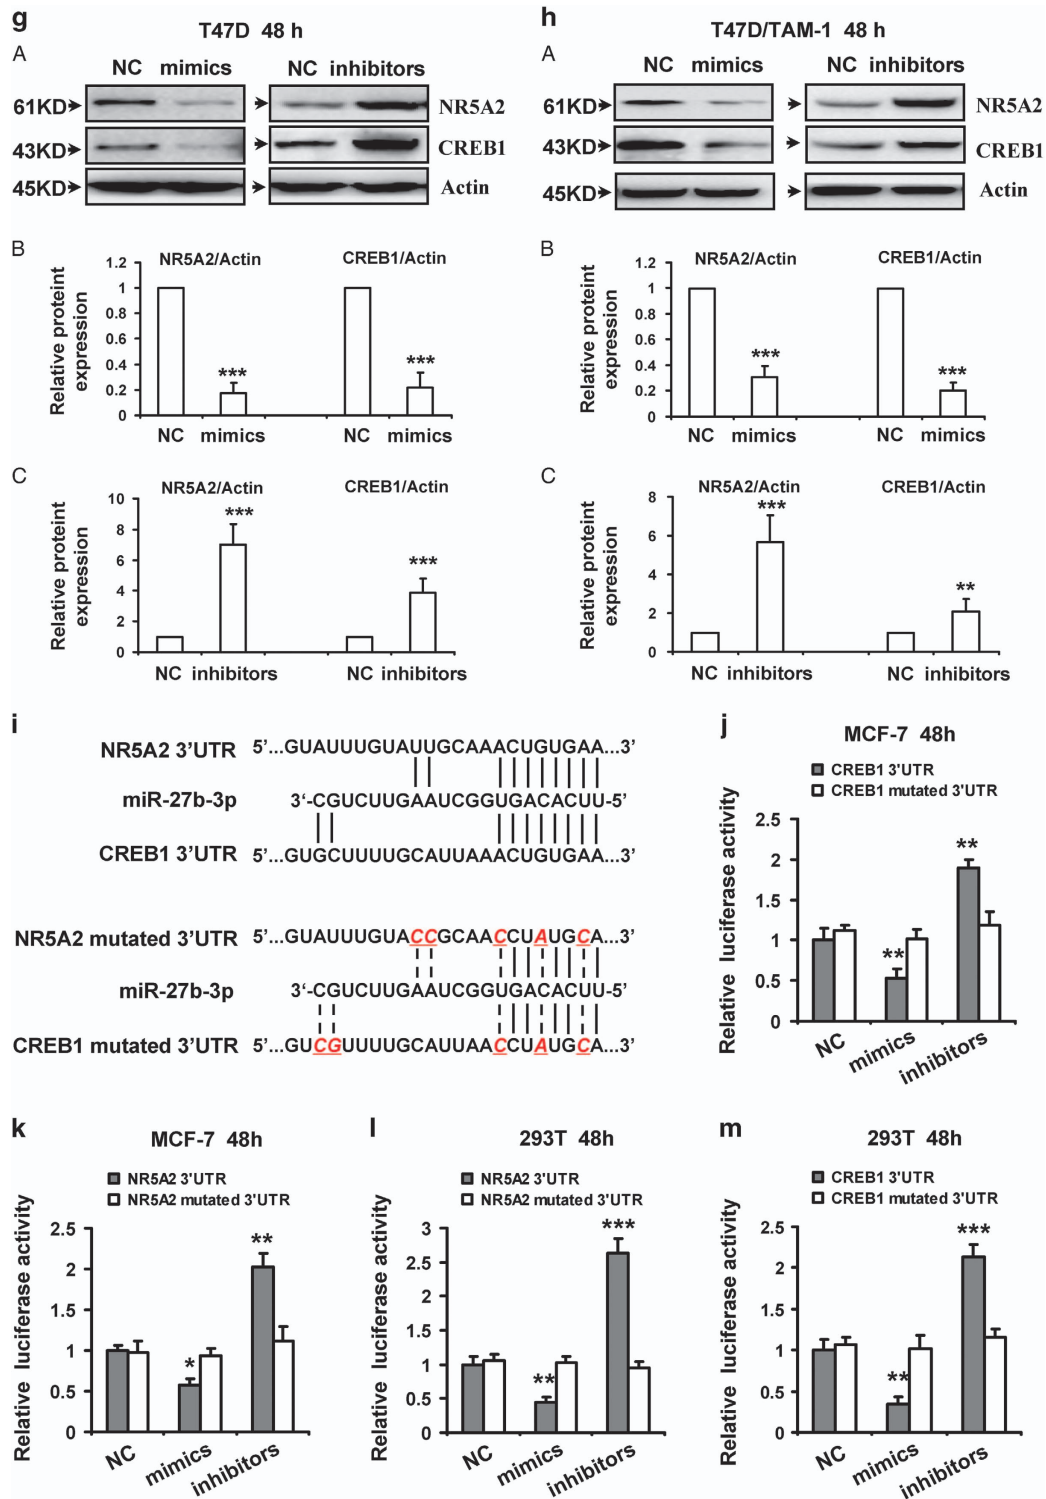 g
T47D 48 h
A
NC mimics NC inhibitors
61KD NR5A2
43KD CREB1
45KD Actin
B
NR5A2/Actin CREB1/Actin
Relative proteint expression
1.2
1
0.8
0.6
0.4
0.2
0
*** ***
NC mimics NC mimics
C
NR5A2/Actin CREB1/Actin
Relative proteint expression
10
8
6
4
2
0
*** ***
NC inhibitors NC inhibitors
h
T47D/TAM-1 48 h
A
NC mimics NC inhibitors
61KD NR5A2
43KD CREB1
45KD Actin
B
NR5A2/Actin CREB1/Actin
Relative proteint expression
1.2
1
0.8
0.6
0.4
0.2
0
*** ***
NC mimics NC mimics
C
NR5A2/Actin CREB1/Actin
Relative proteint expression
8
6
4
2
0
*** **
NC inhibitors NC inhibitors
i
NR5A2 3'UTR 5'...GUAUUUGUAUUGCAAACUGUGAA...3'
miR-27b-3p 3‘-CGUCUUGAAUCGGUGACACUU-5’
CREB1 3'UTR 5'...GUGCUUUUGCAUUAAACUGUGAA...3'
NR5A2 mutated 3'UTR 5'...GUAUUUGUACCGCAACCUAUGCA...3'
miR-27b-3p 3‘-CGUCUUGAAUCGGUGACACUU-5’
CREB1 mutated 3'UTR 5'...GUCGUUUUGCAUUAACCUAUGCA...3'
j
MCF-7 48h
CREB1 3'UTR
CREB1 mutated 3'UTR
Relative luciferase activity
2.5
2
1.5
1
0.5
0
** **
NC mimics inhibitors
k
MCF-7 48h
NR5A2 3'UTR
NR5A2 mutated 3'UTR
Relative luciferase activity
2.5
2
1.5
1
0.5
0
* **
NC mimics inhibitors
l
293T 48h
NR5A2 3'UTR
NR5A2 mutated 3'UTR
Relative luciferase activity
3
2.5
2
1.5
1
0.5
0
** ***
NC mimics inhibitors
m
293T 48h
CREB1 3'UTR
CREB1 mutated 3'UTR
Relative luciferase activity
2.5
2
1.5
1
0.5
0
** ***
NC mimics inhibitors